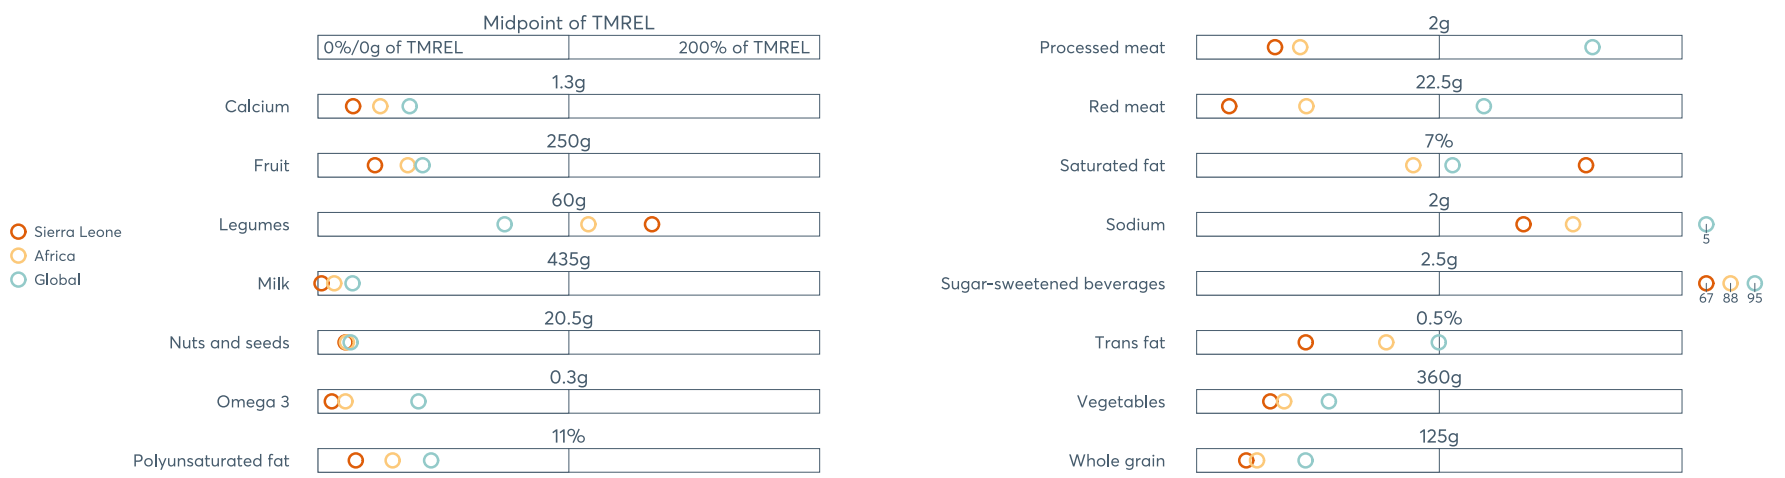 Midpoint of TMREL
0%/0g of TMREL
200% of TMREL
1.3g
Calcium
250g
Fruit
60g
Legumes
435g
Milk
20.5g
Nuts and seeds
0.3g
Omega 3
11%
Polyunsaturated fat
Sierra Leone
Africa
Global
2g
Processed meat
22.5g
Red meat
7%
Saturated fat
2g
Sodium
5
2.5g
Sugar-sweetened beverages
67 88 95
0.5%
Trans fat
360g
Vegetables
125g
Whole grain